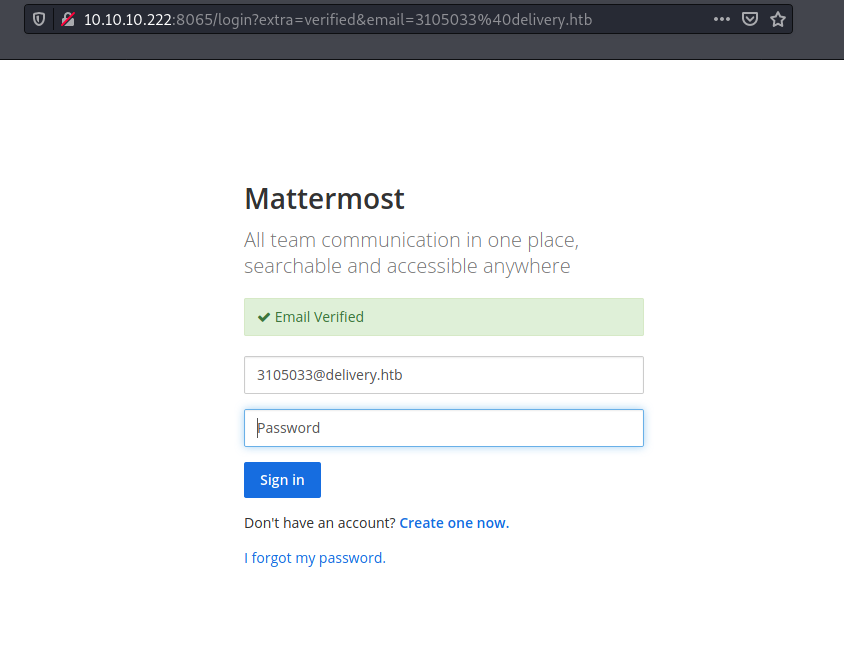 10.10.10.222:8065/login?extra=verified&email=3105033%40delivery.htb
Mattermost
All team communication in one place,
searchable and accessible anywhere
Email Verified
3105033@delivery.htb
Password
Sign in
Don't have an account? Create one now.
I forgot my password.